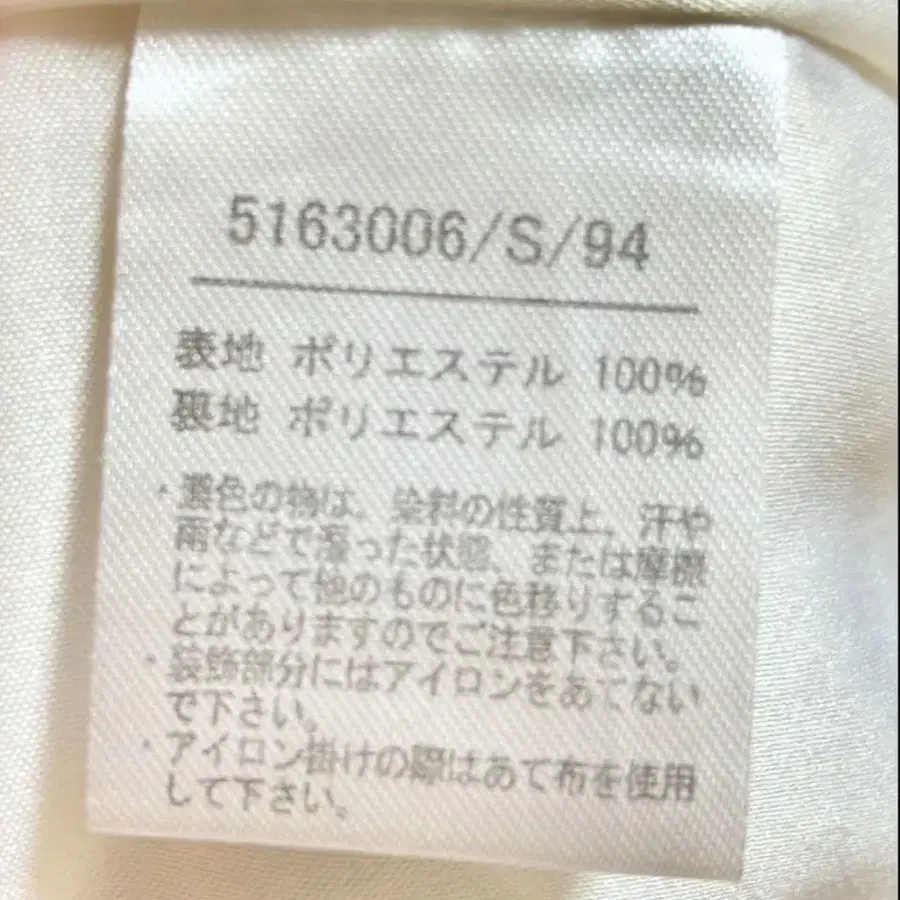 5163006/S/94
表地 ポリエステル 100%
裏地 ポリエステル 100%
・濃色の物は、染料の性質上、汗や
雨などで湿った状態、または摩擦
によって他のものに色移りするこ
とがありますのでご注意下さい。
・装飾部分にはアイロンをあてない
で下さい。
・アイロン掛けの際はあて布を使用
して下さい。